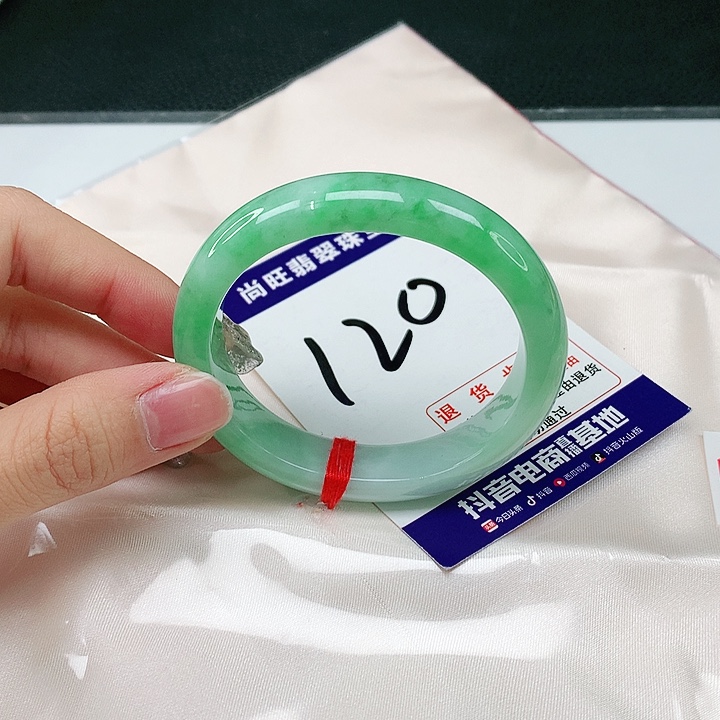 尚旺翡翠珠
120
退货
由退货
通过
抖音电商直播基地
今日头条 抖音 西瓜视频 抖音火山版